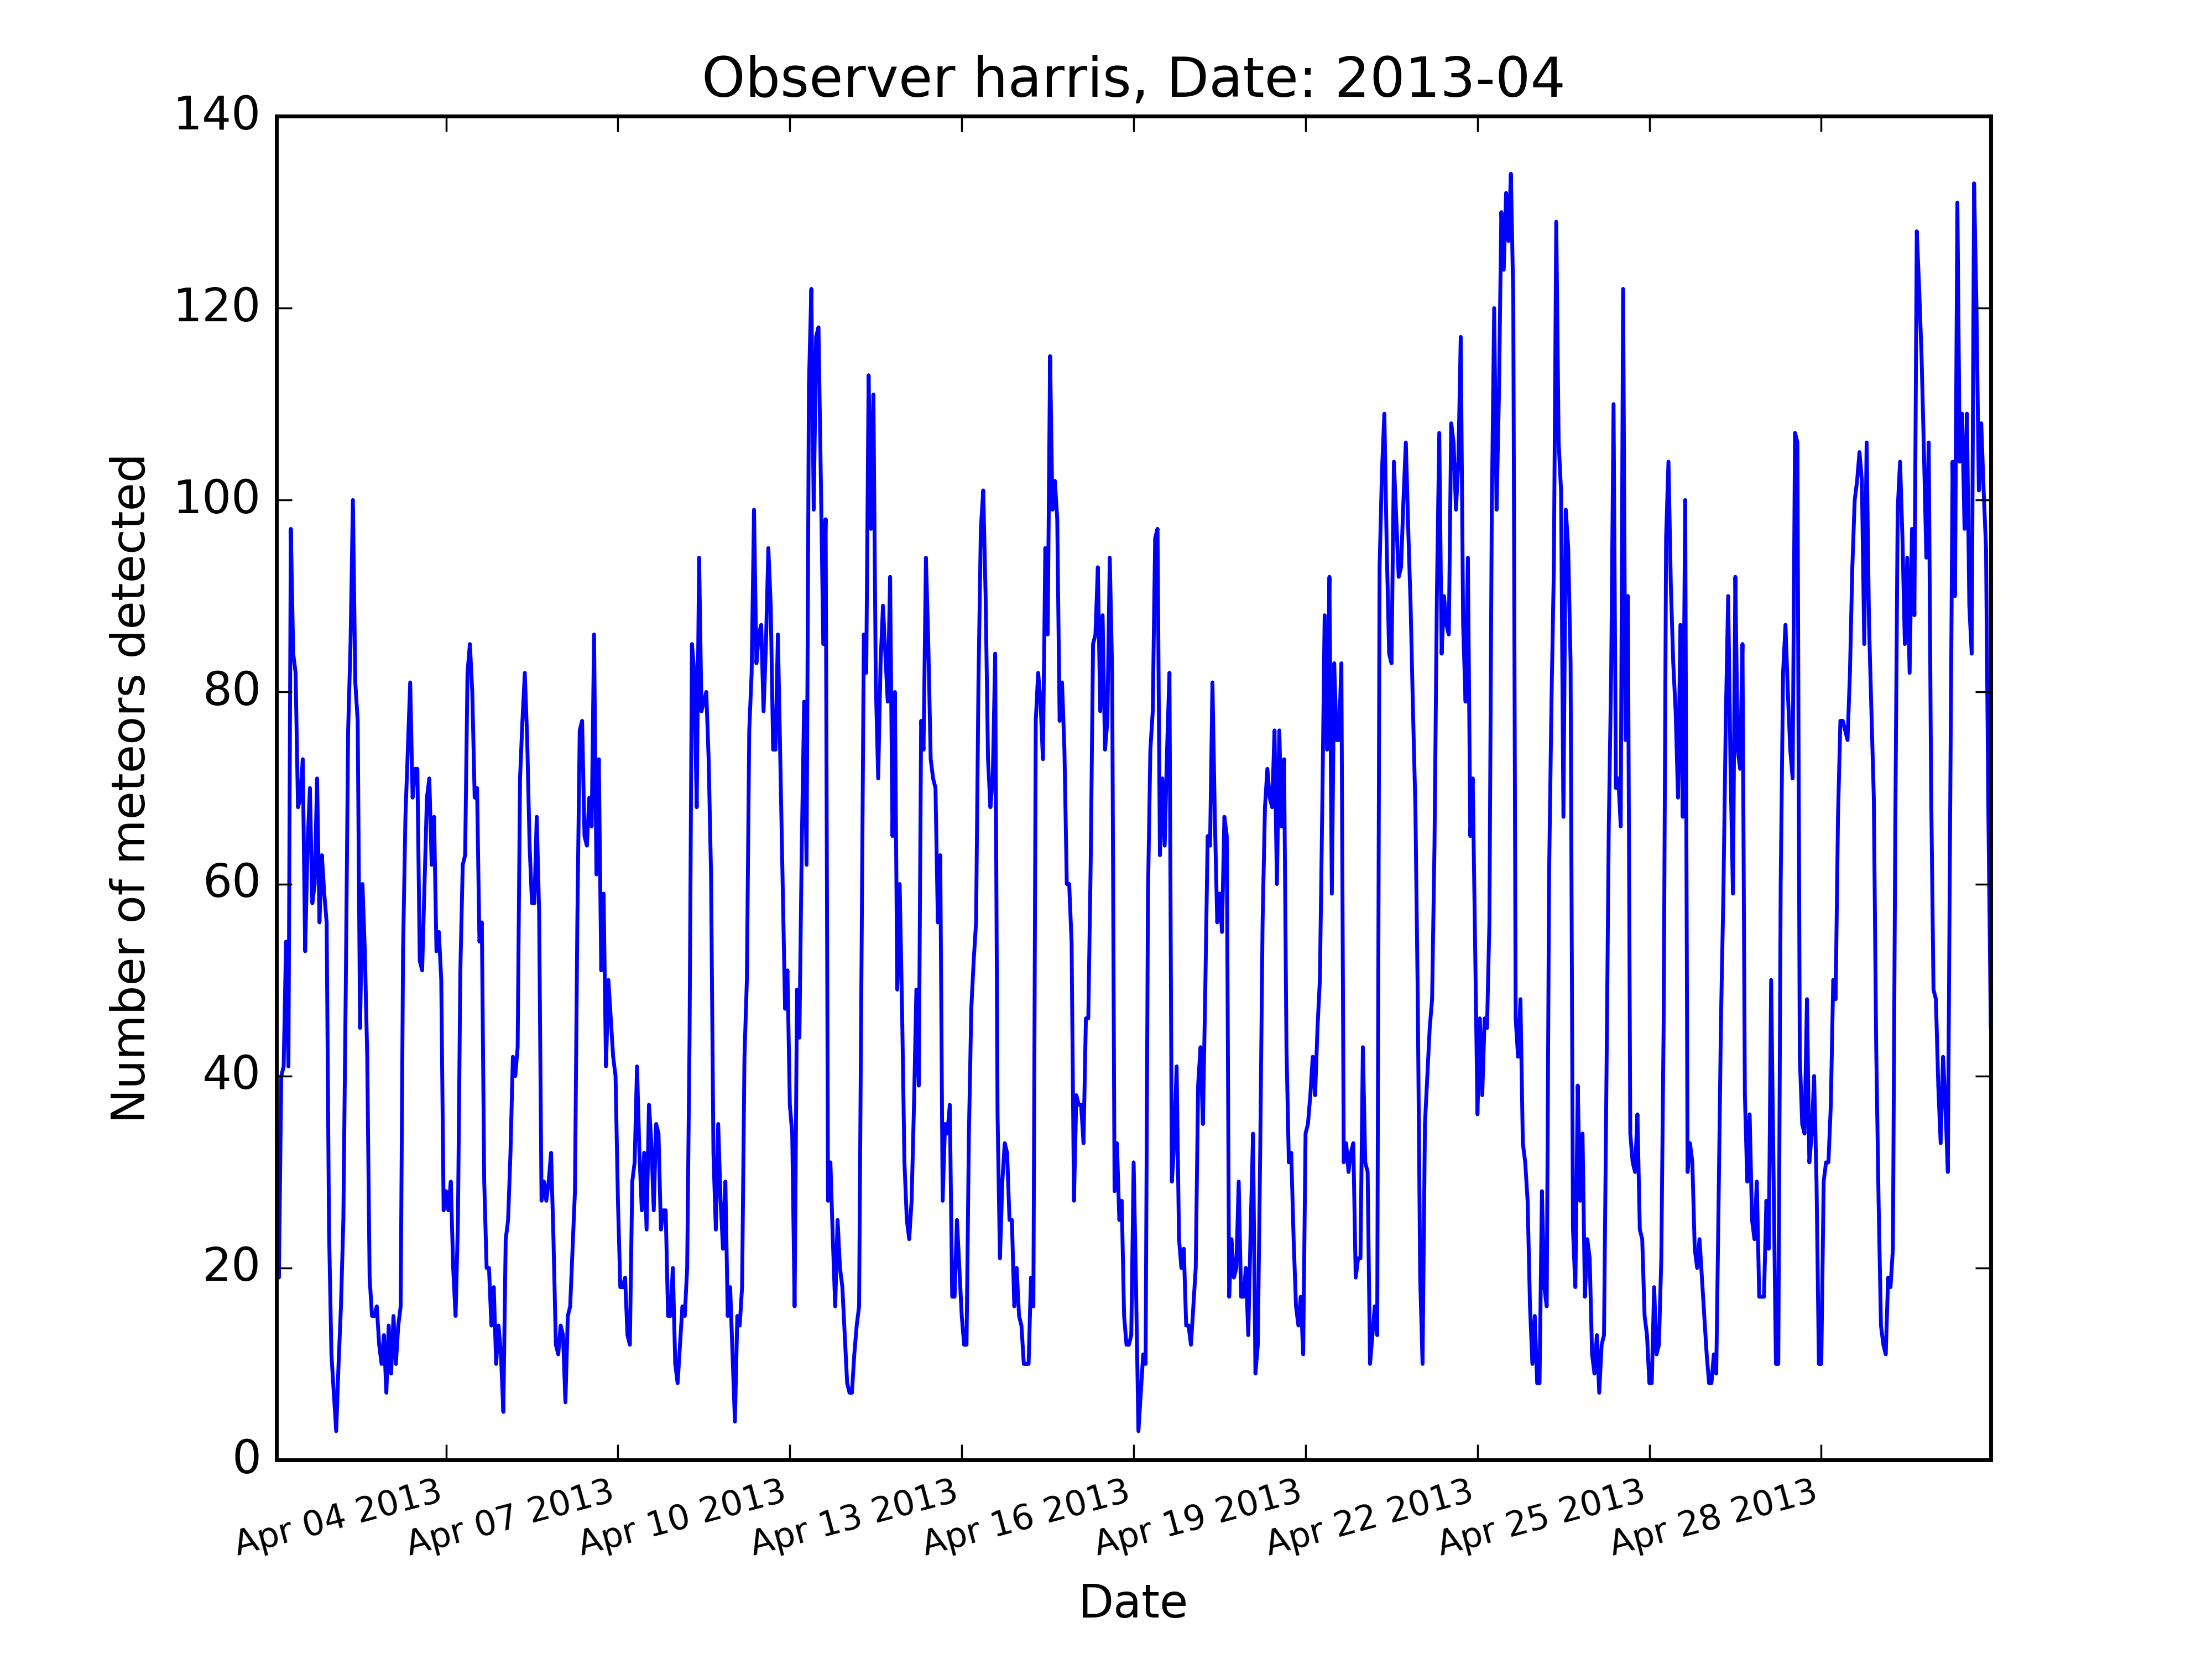 Observer harris, Date: 2013-04
140
120
100
80
60
40
20
0
Number of meteors detected
Apr 04 2013
Apr 07 2013
Apr 10 2013
Apr 13 2013
Apr 16 2013
Apr 19 2013
Apr 22 2013
Apr 25 2013
Apr 28 2013
Date